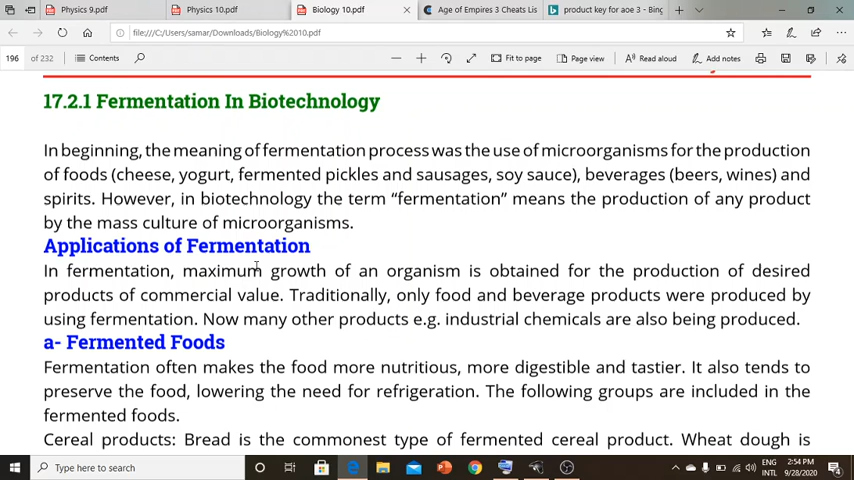 Physics 9.pdf
Physics 10.pdf
Biology 10.pdf
Age of Empires 3 Cheats Lis
product key for aoe 3 - Bing
file:///C:/Users/samar/Downloads/Biology%2010.pdf
196 of 232
Contents
Fit to page
Page view
Read aloud
Add notes
17.2.1 Fermentation In Biotechnology
In beginning, the meaning of fermentation process was the use of microorganisms for the production
of foods (cheese, yogurt, fermented pickles and sausages, soy sauce), beverages (beers, wines) and
spirits. However, in biotechnology the term “fermentation” means the production of any product
by the mass culture of microorganisms.
Applications of Fermentation
In fermentation, maximum growth of an organism is obtained for the production of desired
products of commercial value. Traditionally, only food and beverage products were produced by
using fermentation. Now many other products e.g. industrial chemicals are also being produced.
a- Fermented Foods
Fermentation often makes the food more nutritious, more digestible and tastier. It also tends to
preserve the food, lowering the need for refrigeration. The following groups are included in the
fermented foods.
Cereal products: Bread is the commonest type of fermented cereal product. Wheat dough is
Type here to search
ENG
INTL
2:54 PM
9/28/2020
4